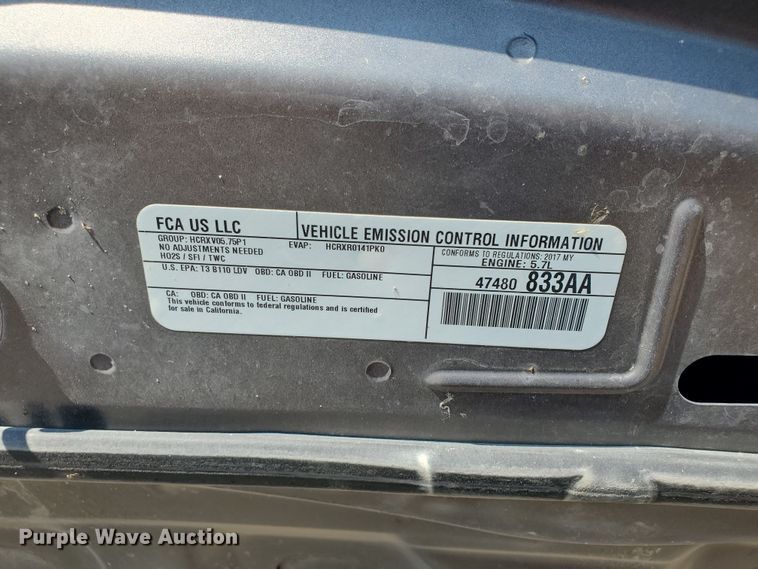 FCA US LLC
VEHICLE EMISSION CONTROL INFORMATION
GROUP: HCRXV05.75P1
EVAP: HCRXR0141PK0
CONFORMS TO REGULATIONS: 2017 MY
NO ADJUSTMENTS NEEDED
ENGINE: 5.7L
HO2S / SFI / TWC
U.S. EPA: T3 B110 LDV OBD: CA OBD II FUEL: GASOLINE
47480 833AA
CA: OBD: CA OBD II FUEL: GASOLINE
This vehicle conforms to federal regulations and is certified
for sale in California.
Purple Wave Auction